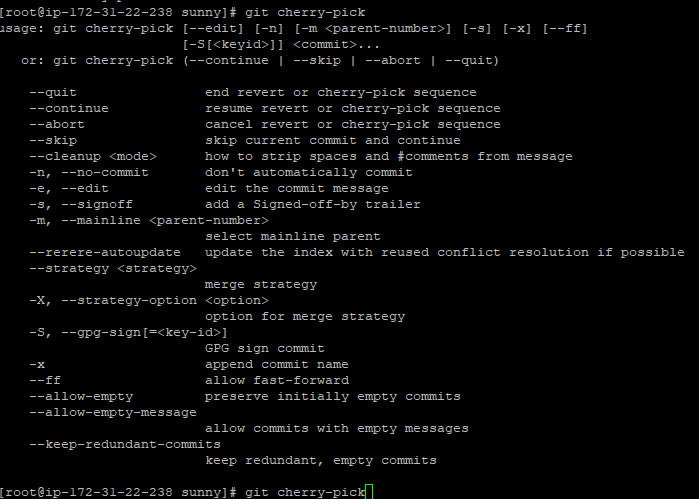 [root@ip-172-31-22-238 sunny]# git cherry-pick
usage: git cherry-pick [--edit] [-n] [-m <parent-number>] [-s] [-x] [--ff]
                       [-S[<keyid>]] <commit>...
   or: git cherry-pick (--continue | --skip | --abort | --quit)

    --quit                end revert or cherry-pick sequence
    --continue            resume revert or cherry-pick sequence
    --abort               cancel revert or cherry-pick sequence
    --skip                skip current commit and continue
    --cleanup <mode>      how to strip spaces and #comments from message
    -n, --no-commit       don't automatically commit
    -e, --edit            edit the commit message
    -s, --signoff         add a Signed-off-by trailer
    -m, --mainline <parent-number>
                          select mainline parent
    --rerere-autoupdate   update the index with reused conflict resolution if possible
    --strategy <strategy>
                          merge strategy
    -X, --strategy-option <option>
                          option for merge strategy
    -S, --gpg-sign[=<key-id>]
                          GPG sign commit
    -x                    append commit name
    --ff                  allow fast-forward
    --allow-empty         preserve initially empty commits
    --allow-empty-message
                          allow commits with empty messages
    --keep-redundant-commits
                          keep redundant, empty commits

[root@ip-172-31-22-238 sunny]# git cherry-pick